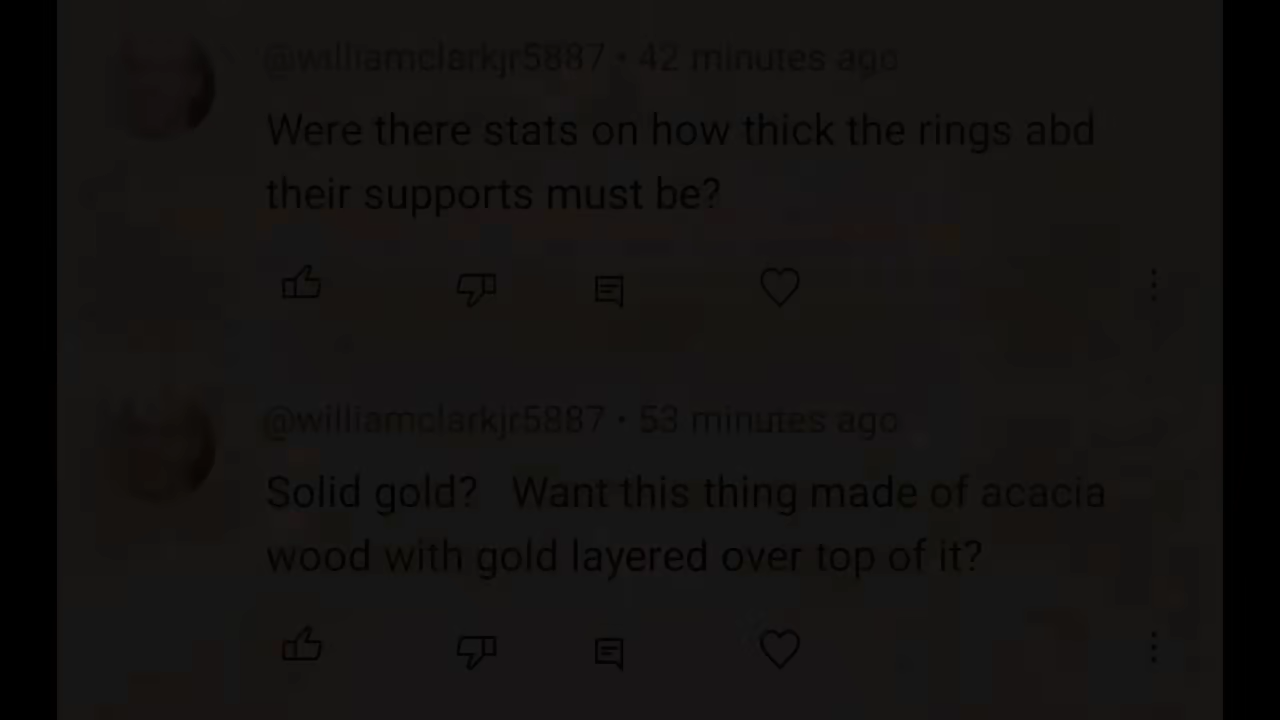 @williamclarkjr5887 · 42 minutes ago
Were there stats on how thick the rings abd
their supports must be?
@williamclarkjr5887 · 53 minutes ago
Solid gold? Want this thing made of acacia
wood with gold layered over top of it?